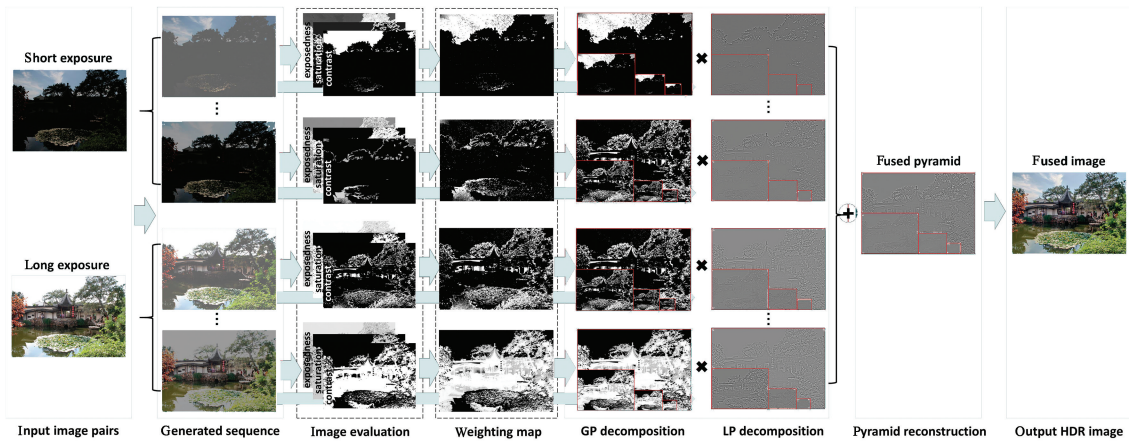 Short exposure
Long exposure
exposedness
saturation
contrast
exposedness
saturation
contrast
exposedness
saturation
contrast
exposedness
saturation
contrast
Fused pyramid
Fused image
Input image pairs
Generated sequence
Image evaluation
Weighting map
GP decomposition
LP decomposition
Pyramid reconstruction
Output HDR image